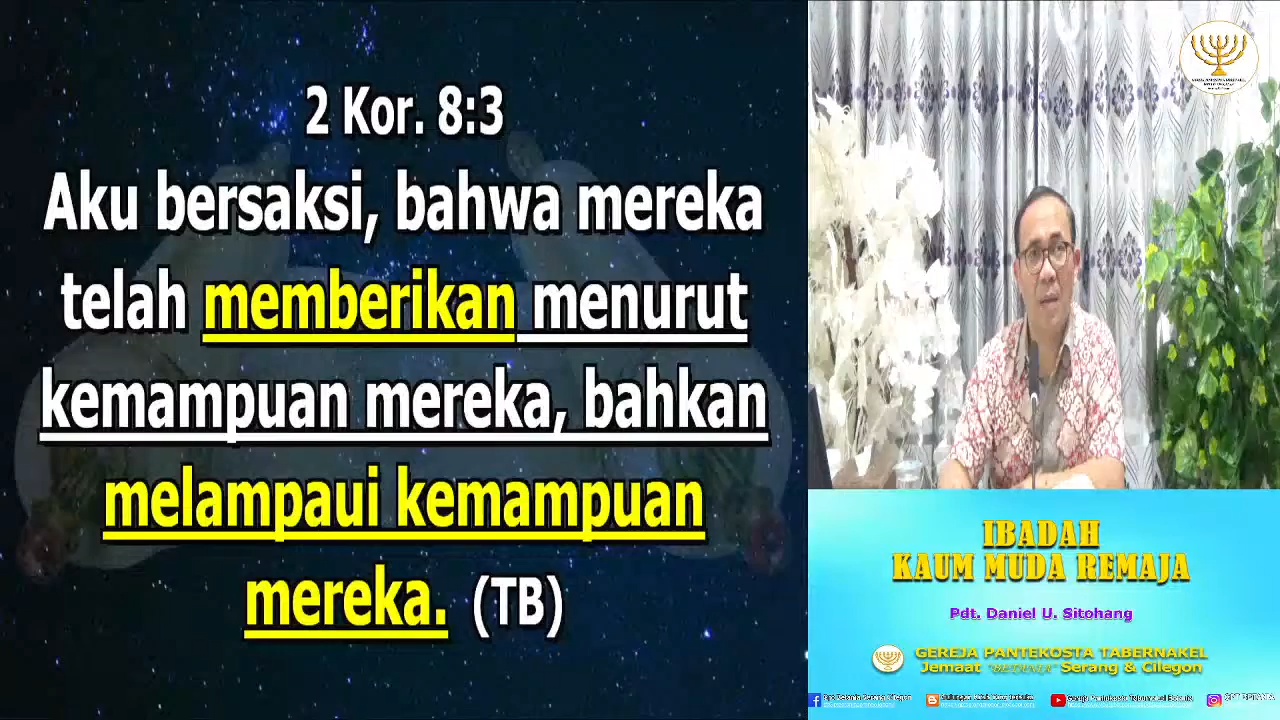 2 Kor. 8:3
Aku bersaksi, bahwa mereka
telah memberikan menurut
kemampuan mereka, bahkan
melampaui kemampuan
mereka. (TB)
IBADAH
KAUM MUDA REMAJA
Pdt. Daniel U. Sitohang
GEREJA PANTEKOSTA TABERNAKEL
Jemaat "BETANIA" Serang & Cilegon